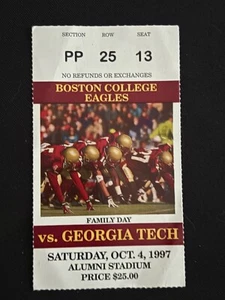 SECTION ROW SEAT
PP 25 13
NO REFUNDS OR EXCHANGES
BOSTON COLLEGE
EAGLES
FAMILY DAY
vs. GEORGIA TECH
SATURDAY, OCT. 4, 1997
ALUMNI STADIUM
PRICE $25.00